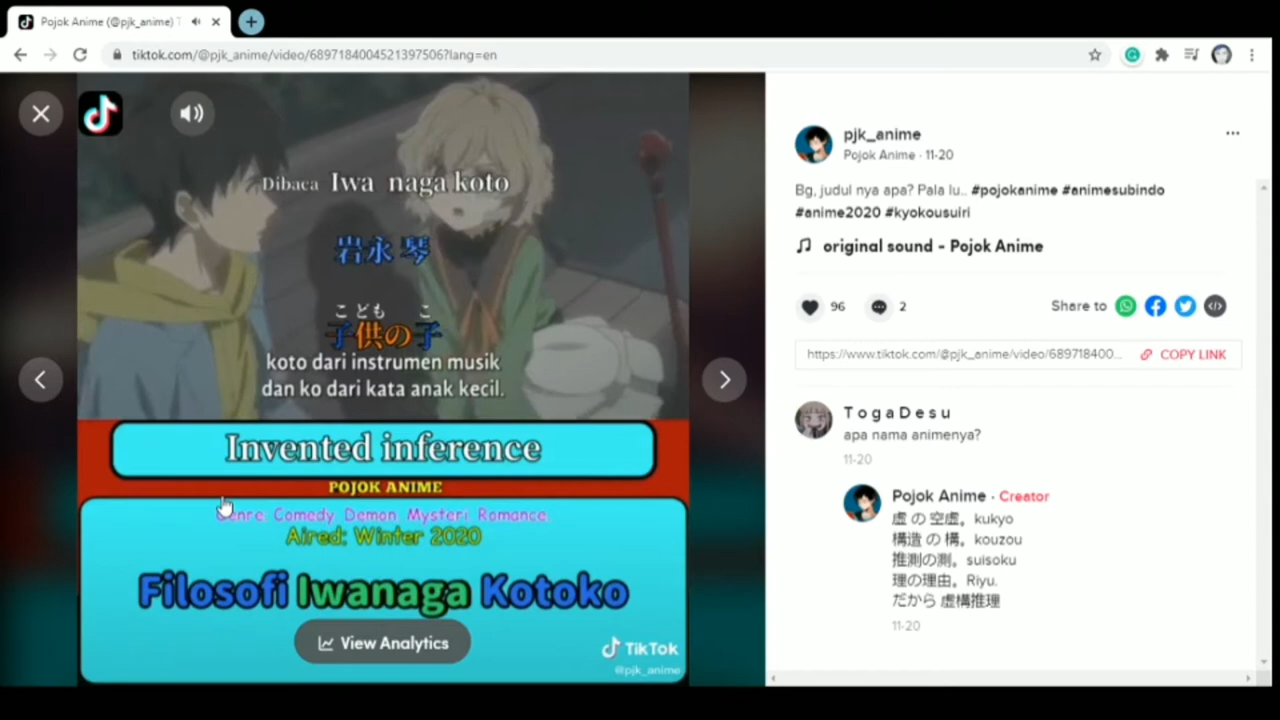 Pojok Anime (@pjk_anime) T
tiktok.com/@pjk_anime/video/6897184004521397506?lang=en
Dibaca Iwa naga koto
岩永 琴
こども こ
子供の子
koto dari instrumen musik
dan ko dari kata anak kecil.
Invented inference
POJOK ANIME
Genre: Comedy, Demon, Mysteri, Romance.
Aired: Winter 2020
Filosofi Iwanaga Kotoko
View Analytics
TikTok
@pjk_anime
pjk_anime
Pojok Anime · 11-20
Bg, judul nya apa? Pala lu.. #pojokanime #animesubindo
#anime2020 #kyokousuiri
original sound - Pojok Anime
96
2
Share to
https://www.tiktok.com/@pjk_anime/video/689718400...
COPY LINK
T o g a D e s u
apa nama animenya?
11-20
Pojok Anime · Creator
虚 の 空虚。kukyo
構造 の 構。kouzou
推測の測。suisoku
理の理由。Riyu.
だから 虚構推理
11-20